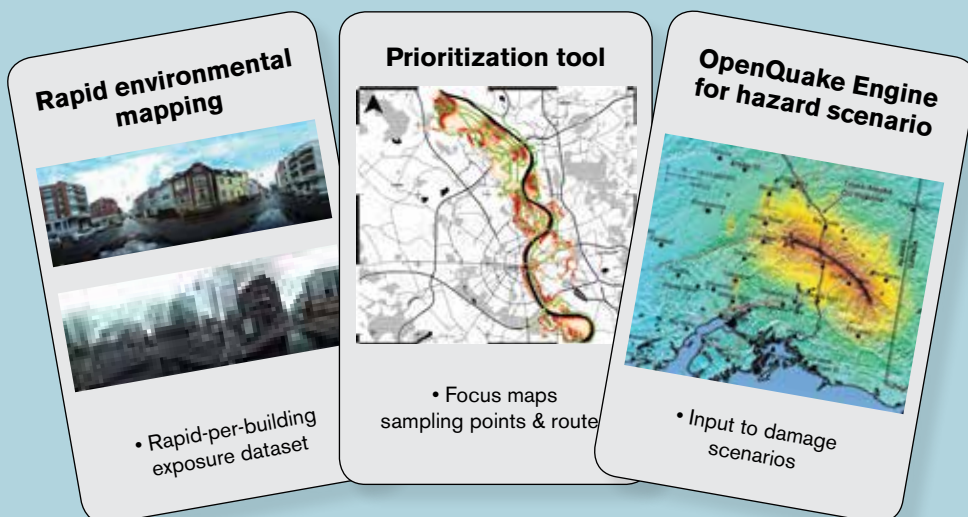 Rapid environmental
mapping
• Rapid-per-building
exposure dataset
Prioritization tool
• Focus maps
sampling points & route
OpenQuake Engine
for hazard scenario
• Input to damage
scenarios